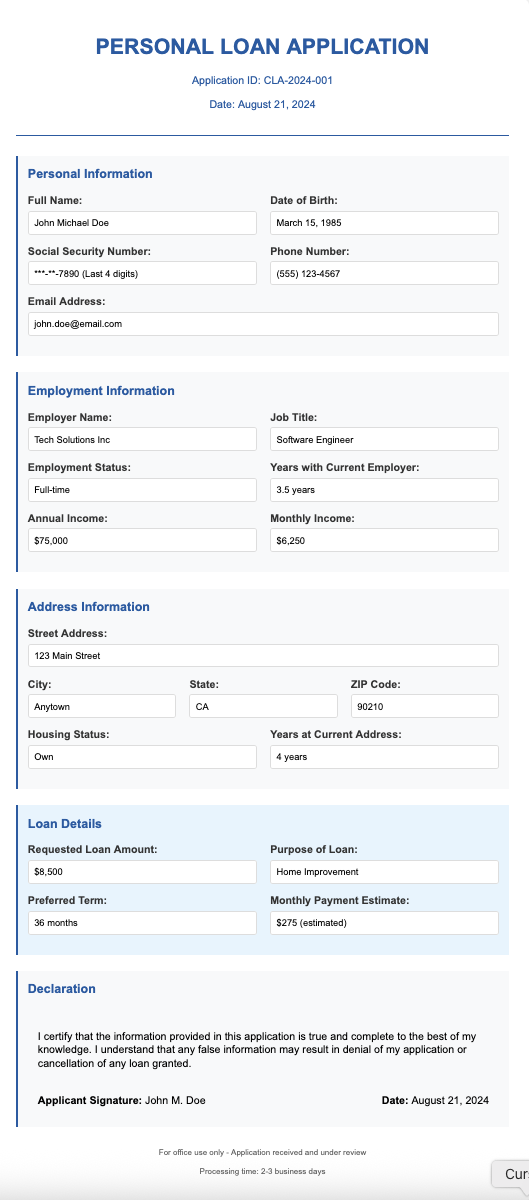 PERSONAL LOAN APPLICATION
Application ID: CLA-2024-001
Date: August 21, 2024
Personal Information
Full Name:
John Michael Doe
Date of Birth:
March 15, 1985
Social Security Number:
***-**-7890 (Last 4 digits)
Phone Number:
(555) 123-4567
Email Address:
john.doe@email.com
Employment Information
Employer Name:
Tech Solutions Inc
Job Title:
Software Engineer
Employment Status:
Full-time
Years with Current Employer:
3.5 years
Annual Income:
$75,000
Monthly Income:
$6,250
Address Information
Street Address:
123 Main Street
City:
Anytown
State:
CA
ZIP Code:
90210
Housing Status:
Own
Years at Current Address:
4 years
Loan Details
Requested Loan Amount:
$8,500
Purpose of Loan:
Home Improvement
Preferred Term:
36 months
Monthly Payment Estimate:
$275 (estimated)
Declaration
I certify that the information provided in this application is true and complete to the best of my
knowledge. I understand that any false information may result in denial of my application or
cancellation of any loan granted.
Applicant Signature: John M. Doe
Date: August 21, 2024
For office use only - Application received and under review
Processing time: 2-3 business days